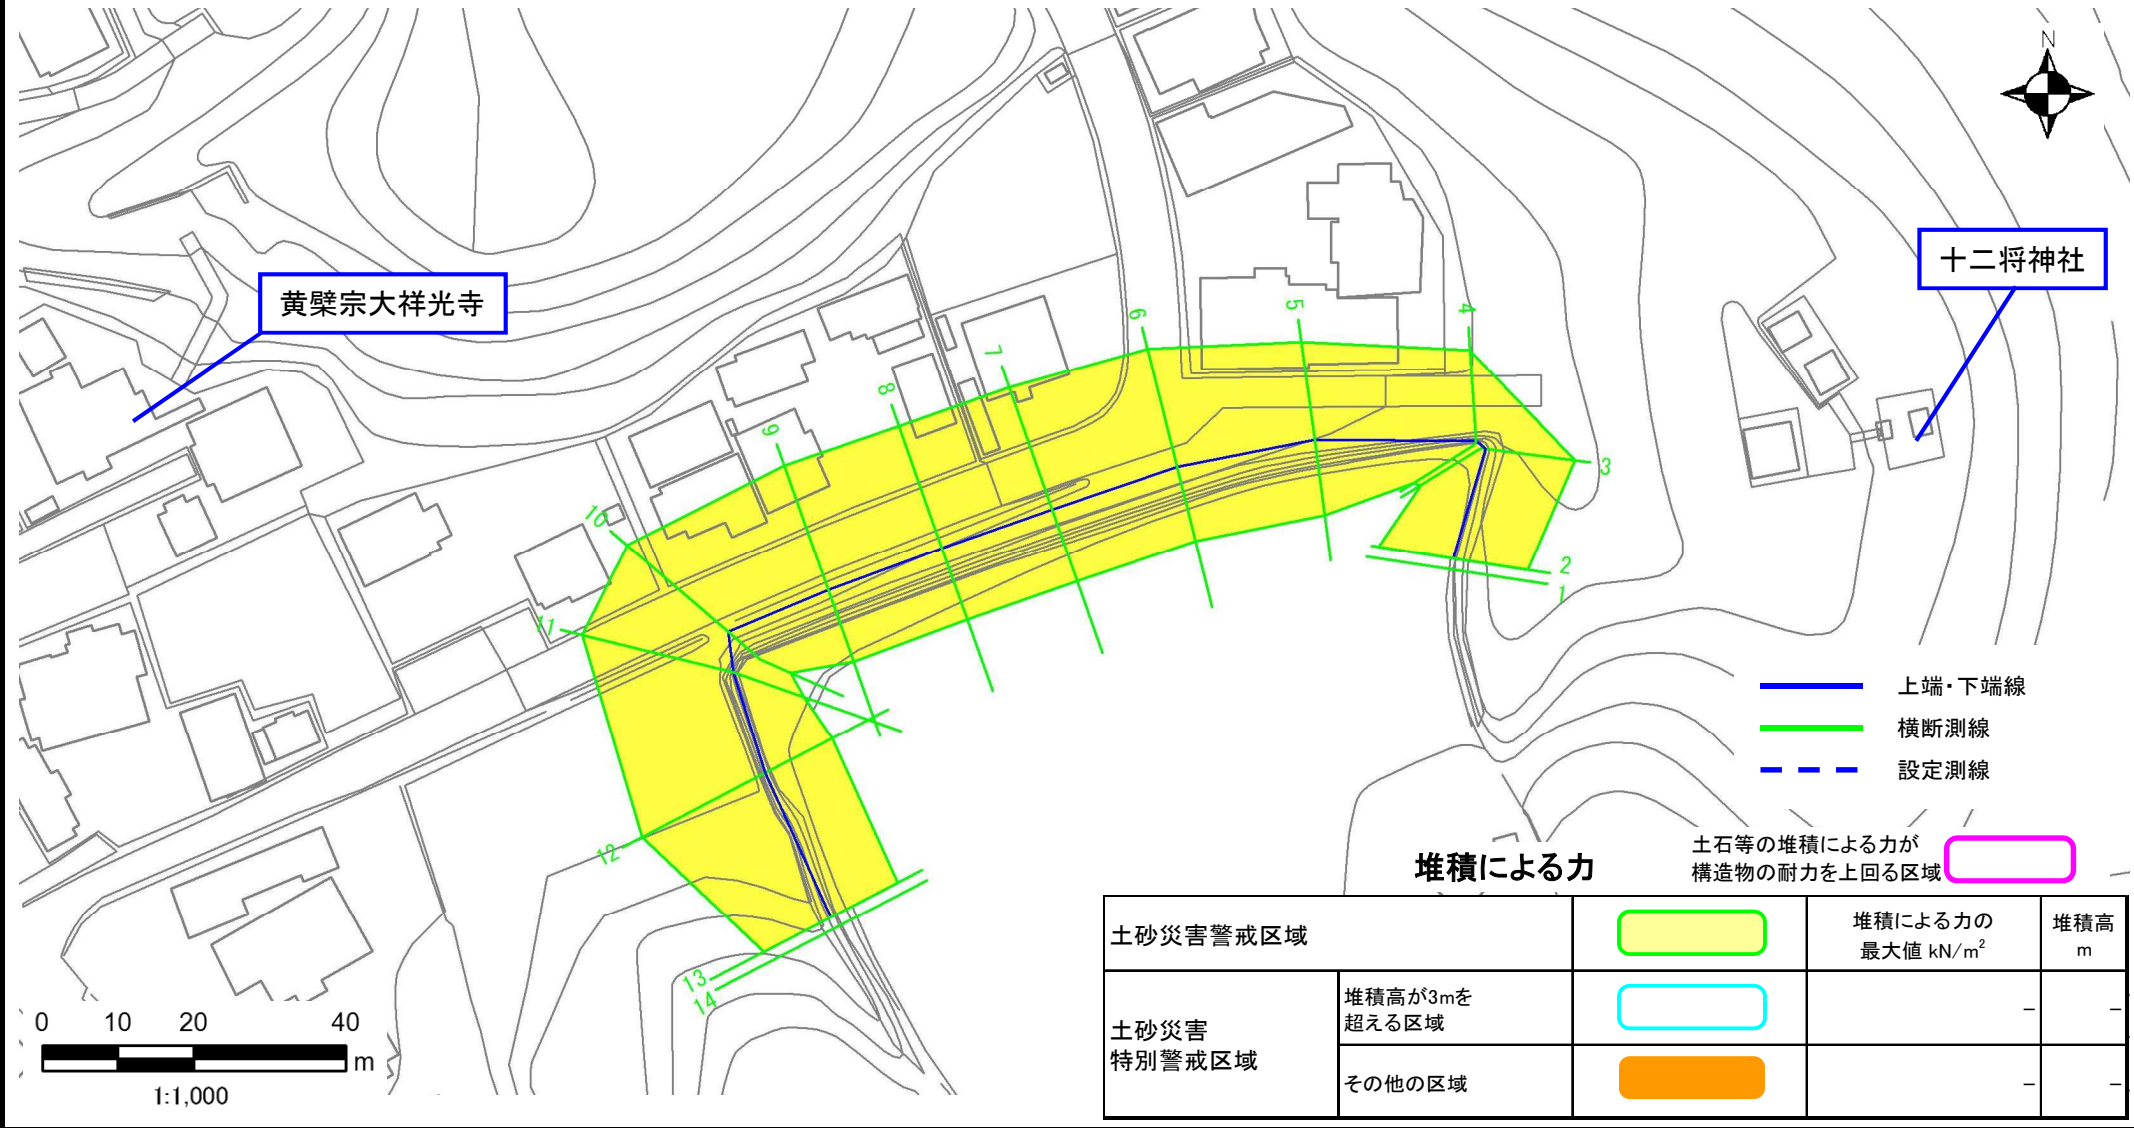 N
黄檗宗大祥光寺
十二将神社
1
2
3
4
5
6
7
8
9
10
11
12
13
14
上端・下端線
横断測線
設定測線
堆積による力
土石等の堆積による力が
構造物の耐力を上回る区域
土砂災害警戒区域
堆積による力の
最大値 kN/m²
堆積高
m
土砂災害
特別警戒区域
堆積高が3mを
超える区域
－ －
その他の区域
－ －
0 10 20 40
m
1:1,000